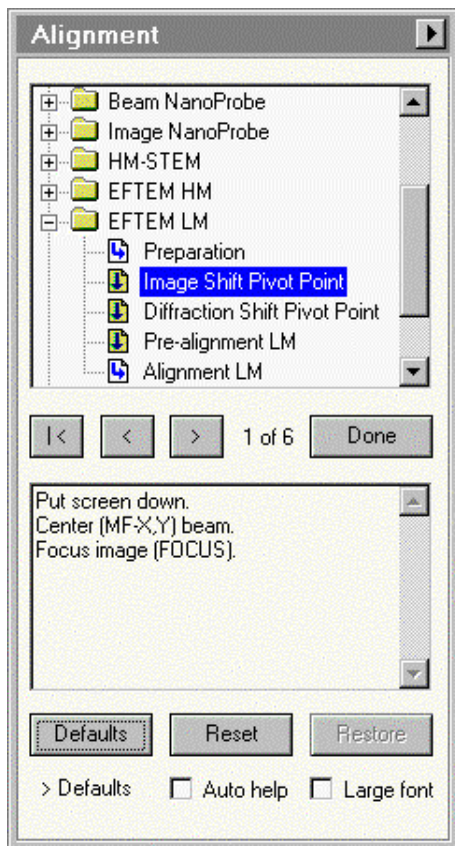 Alignment
Beam NanoProbe
Image NanoProbe
HM-STEM
EFTEM HM
EFTEM LM
Preparation
Image Shift Pivot Point
Diffraction Shift Pivot Point
Pre-alignment LM
Alignment LM
|< < > 1 of 6 Done
Put screen down.
Center (MF-X,Y) beam.
Focus image (FOCUS).
Defaults Reset Restore
> Defaults Auto help Large font